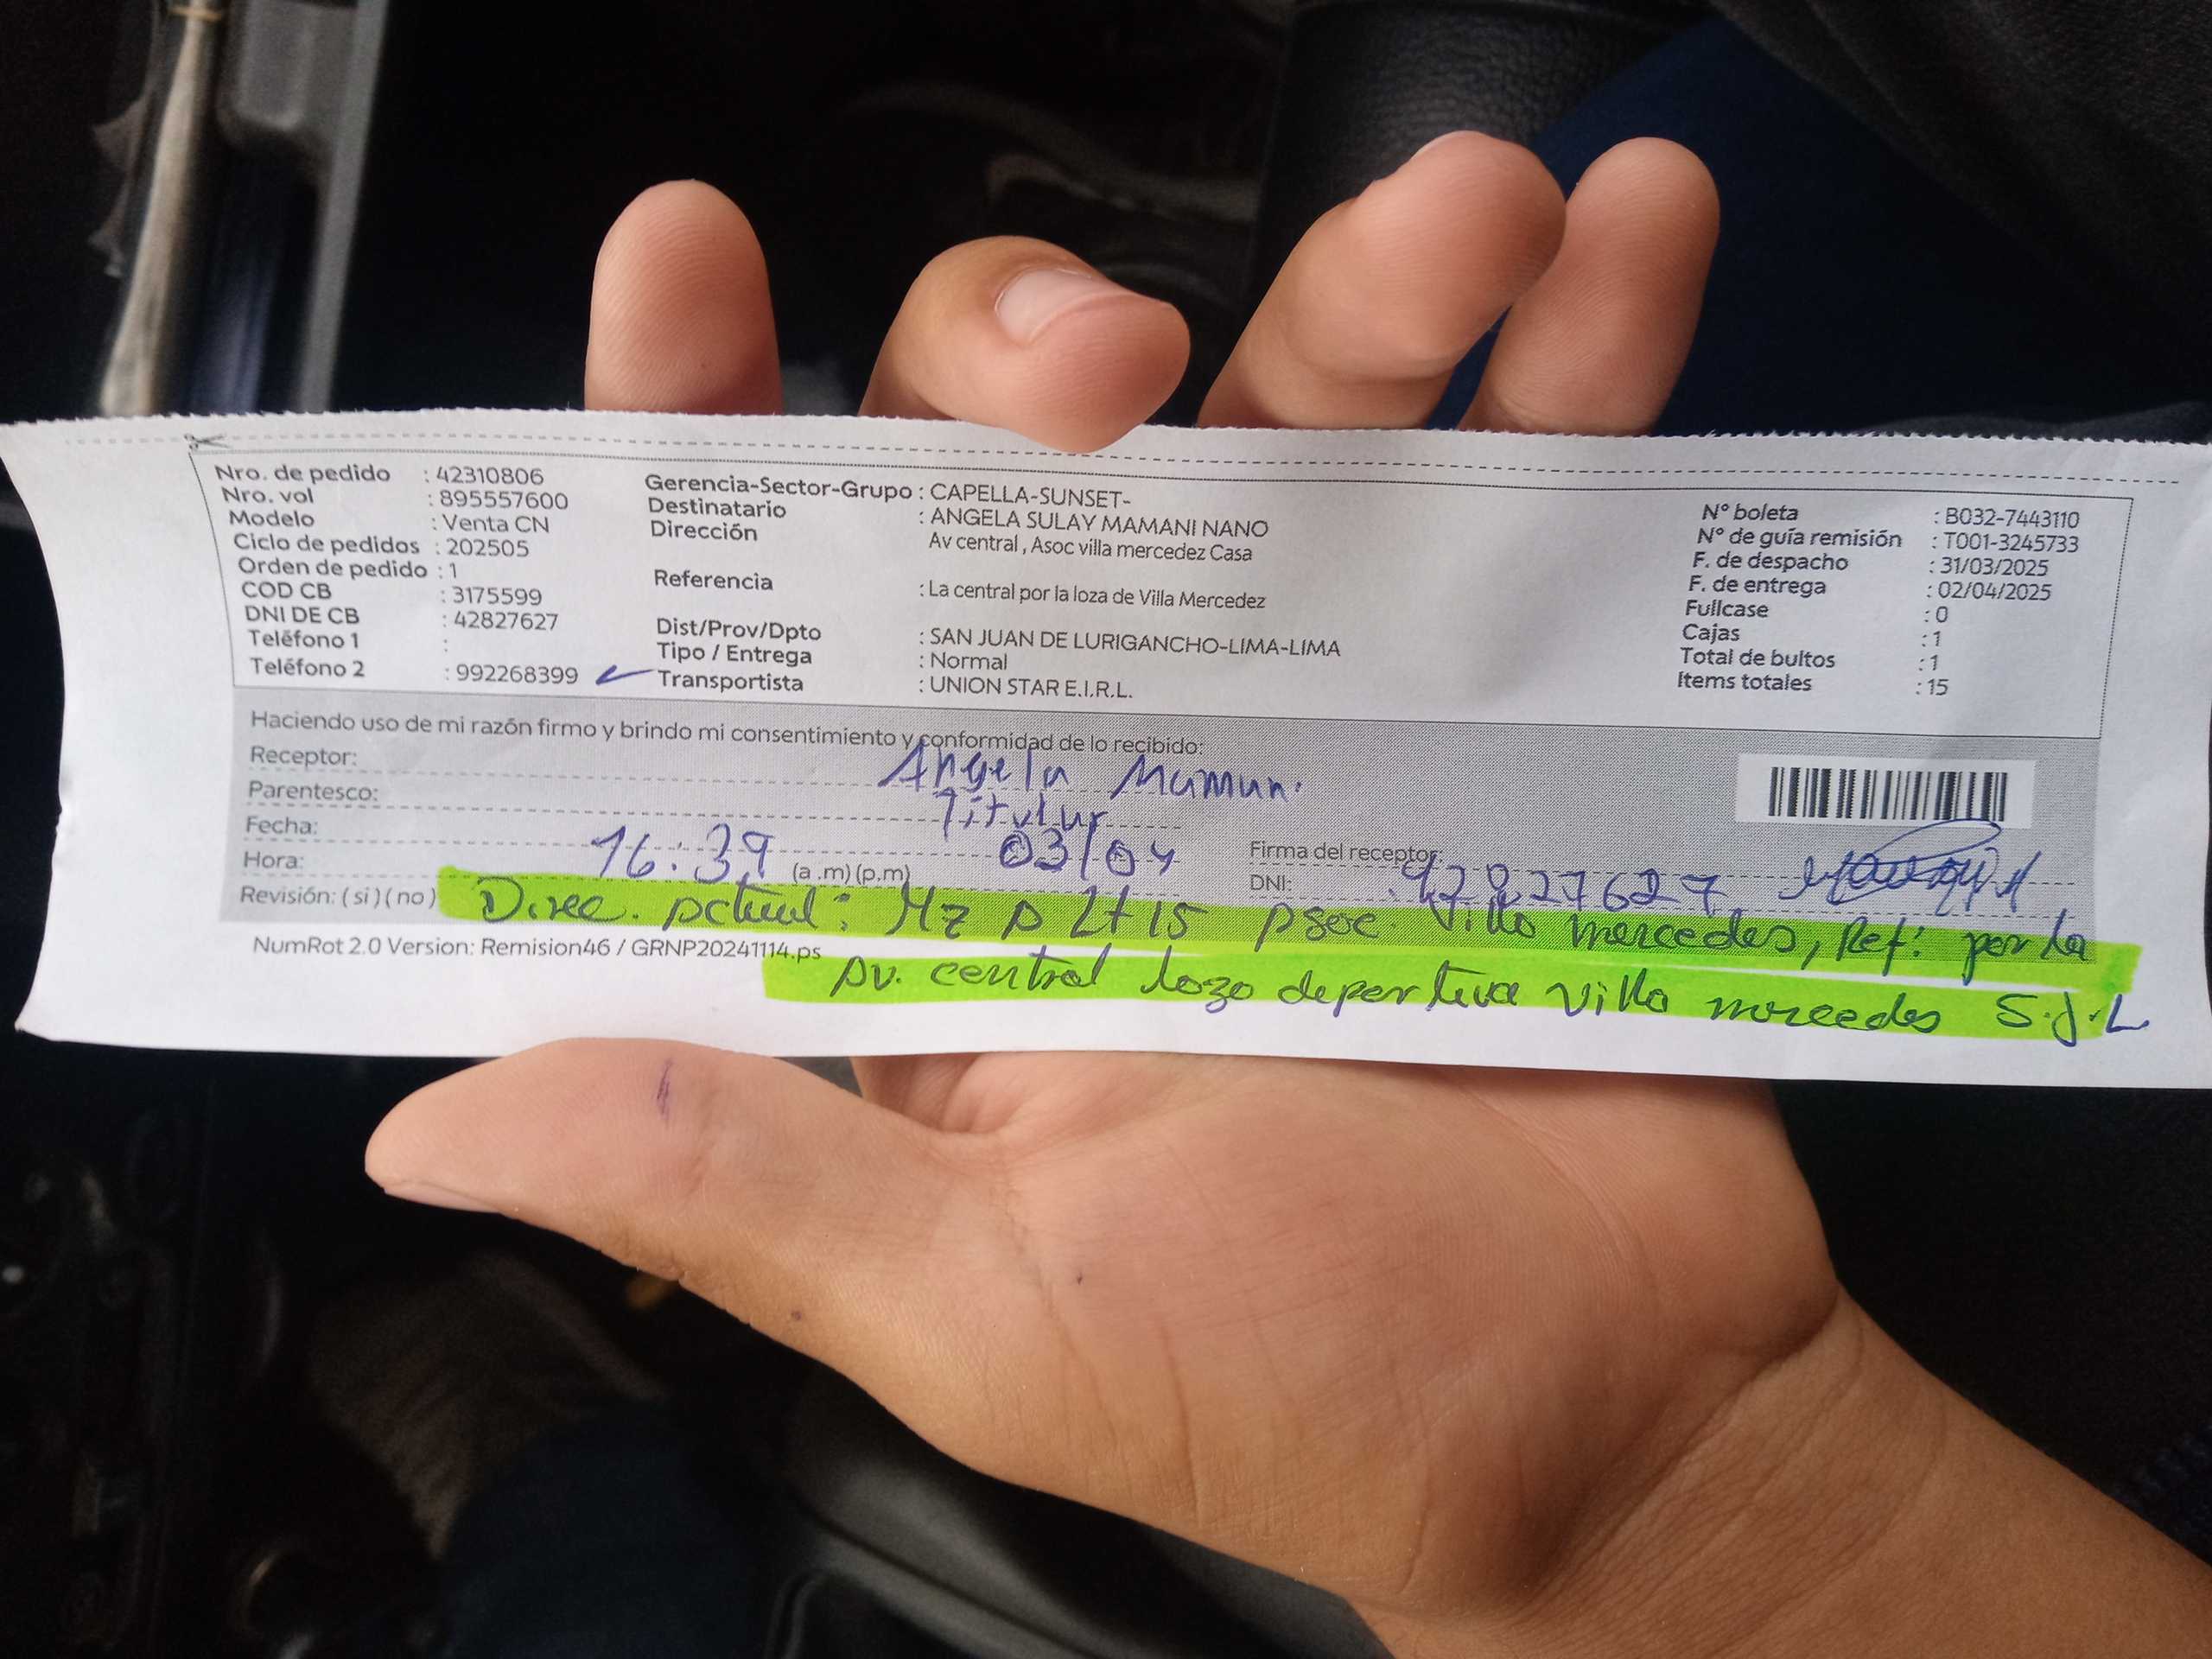 Nro. de pedido : 42310806
Nro. vol : 895557600
Modelo : Venta CN
Ciclo de pedidos : 202505
Orden de pedido : 1
COD CB : 3175599
DNI DE CB : 42827627
Teléfono 1 :
Teléfono 2 : 992268399
Gerencia-Sector-Grupo : CAPELLA-SUNSET-
Destinatario : ANGELA SULAY MAMANI NANO
Dirección Av central , Asoc villa mercedez Casa
Referencia : La central por la loza de Villa Mercedez
Dist/Prov/Dpto : SAN JUAN DE LURIGANCHO-LIMA-LIMA
Tipo / Entrega : Normal
Transportista : UNION STAR E.I.R.L.
N° boleta : B032-7443110
N° de guía remisión : T001-3245733
F. de despacho : 31/03/2025
F. de entrega : 02/04/2025
Fullcase : 0
Cajas : 1
Total de bultos : 1
Items totales : 15
Haciendo uso de mi razón firmo y brindo mi consentimiento y conformidad de lo recibido:
Receptor: Angela Mamani
Parentesco: Titular
Fecha: 03/04
Hora: 16:39 (a .m) (p.m)
Firma del receptor:
DNI: 42827627
Revisión: ( si ) ( no )
Direc. Actual: Mz A Lt 15 Asoc. Villa mercedes, Ref: por la
Av. central loza deportiva Villa mercedes S.J.L
NumRot 2.0 Version: Remision46 / GRNP20241114.ps